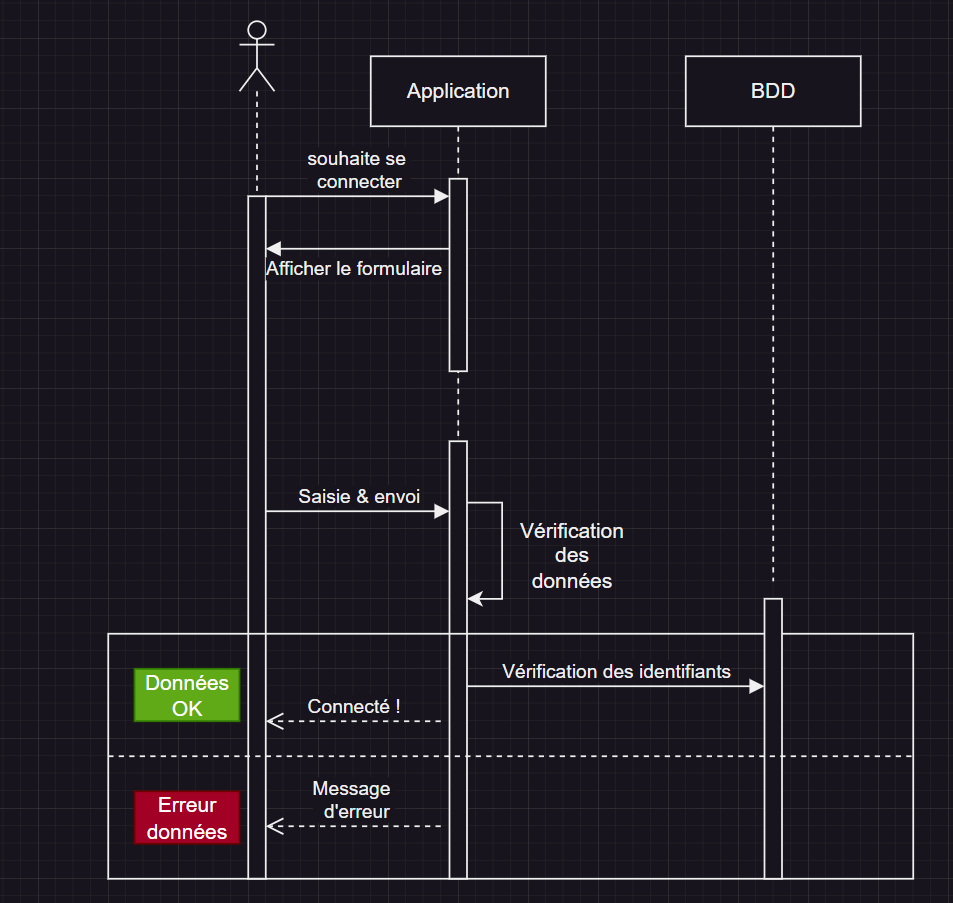 Application
BDD
souhaite se
connecter
Afficher le formulaire
Saisie & envoi
Vérification
des
données
Données
OK
Vérification des identifiants
Connecté !
Message
d'erreur
Erreur
données